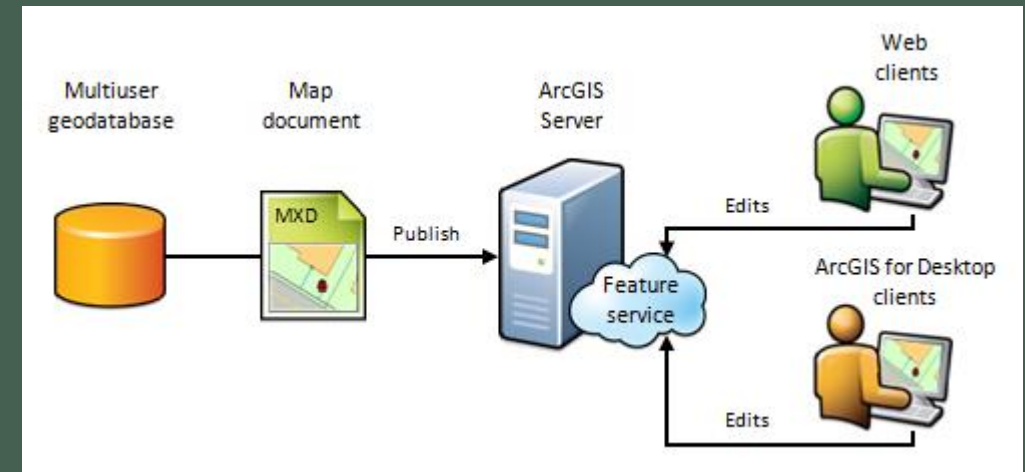 Multiuser
geodatabase
Map
document
MXD
Publish
ArcGIS
Server
Feature
service
Web
clients
Edits
ArcGIS for Desktop
clients
Edits